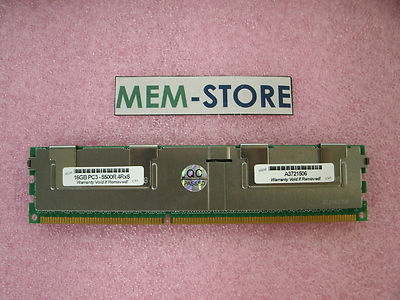 MEM-STORE
16GB PC3 - 8500R 4Rx8
Warranty Void if Removed!
QC
PASSED
A3721506
Warranty Void if Removed!